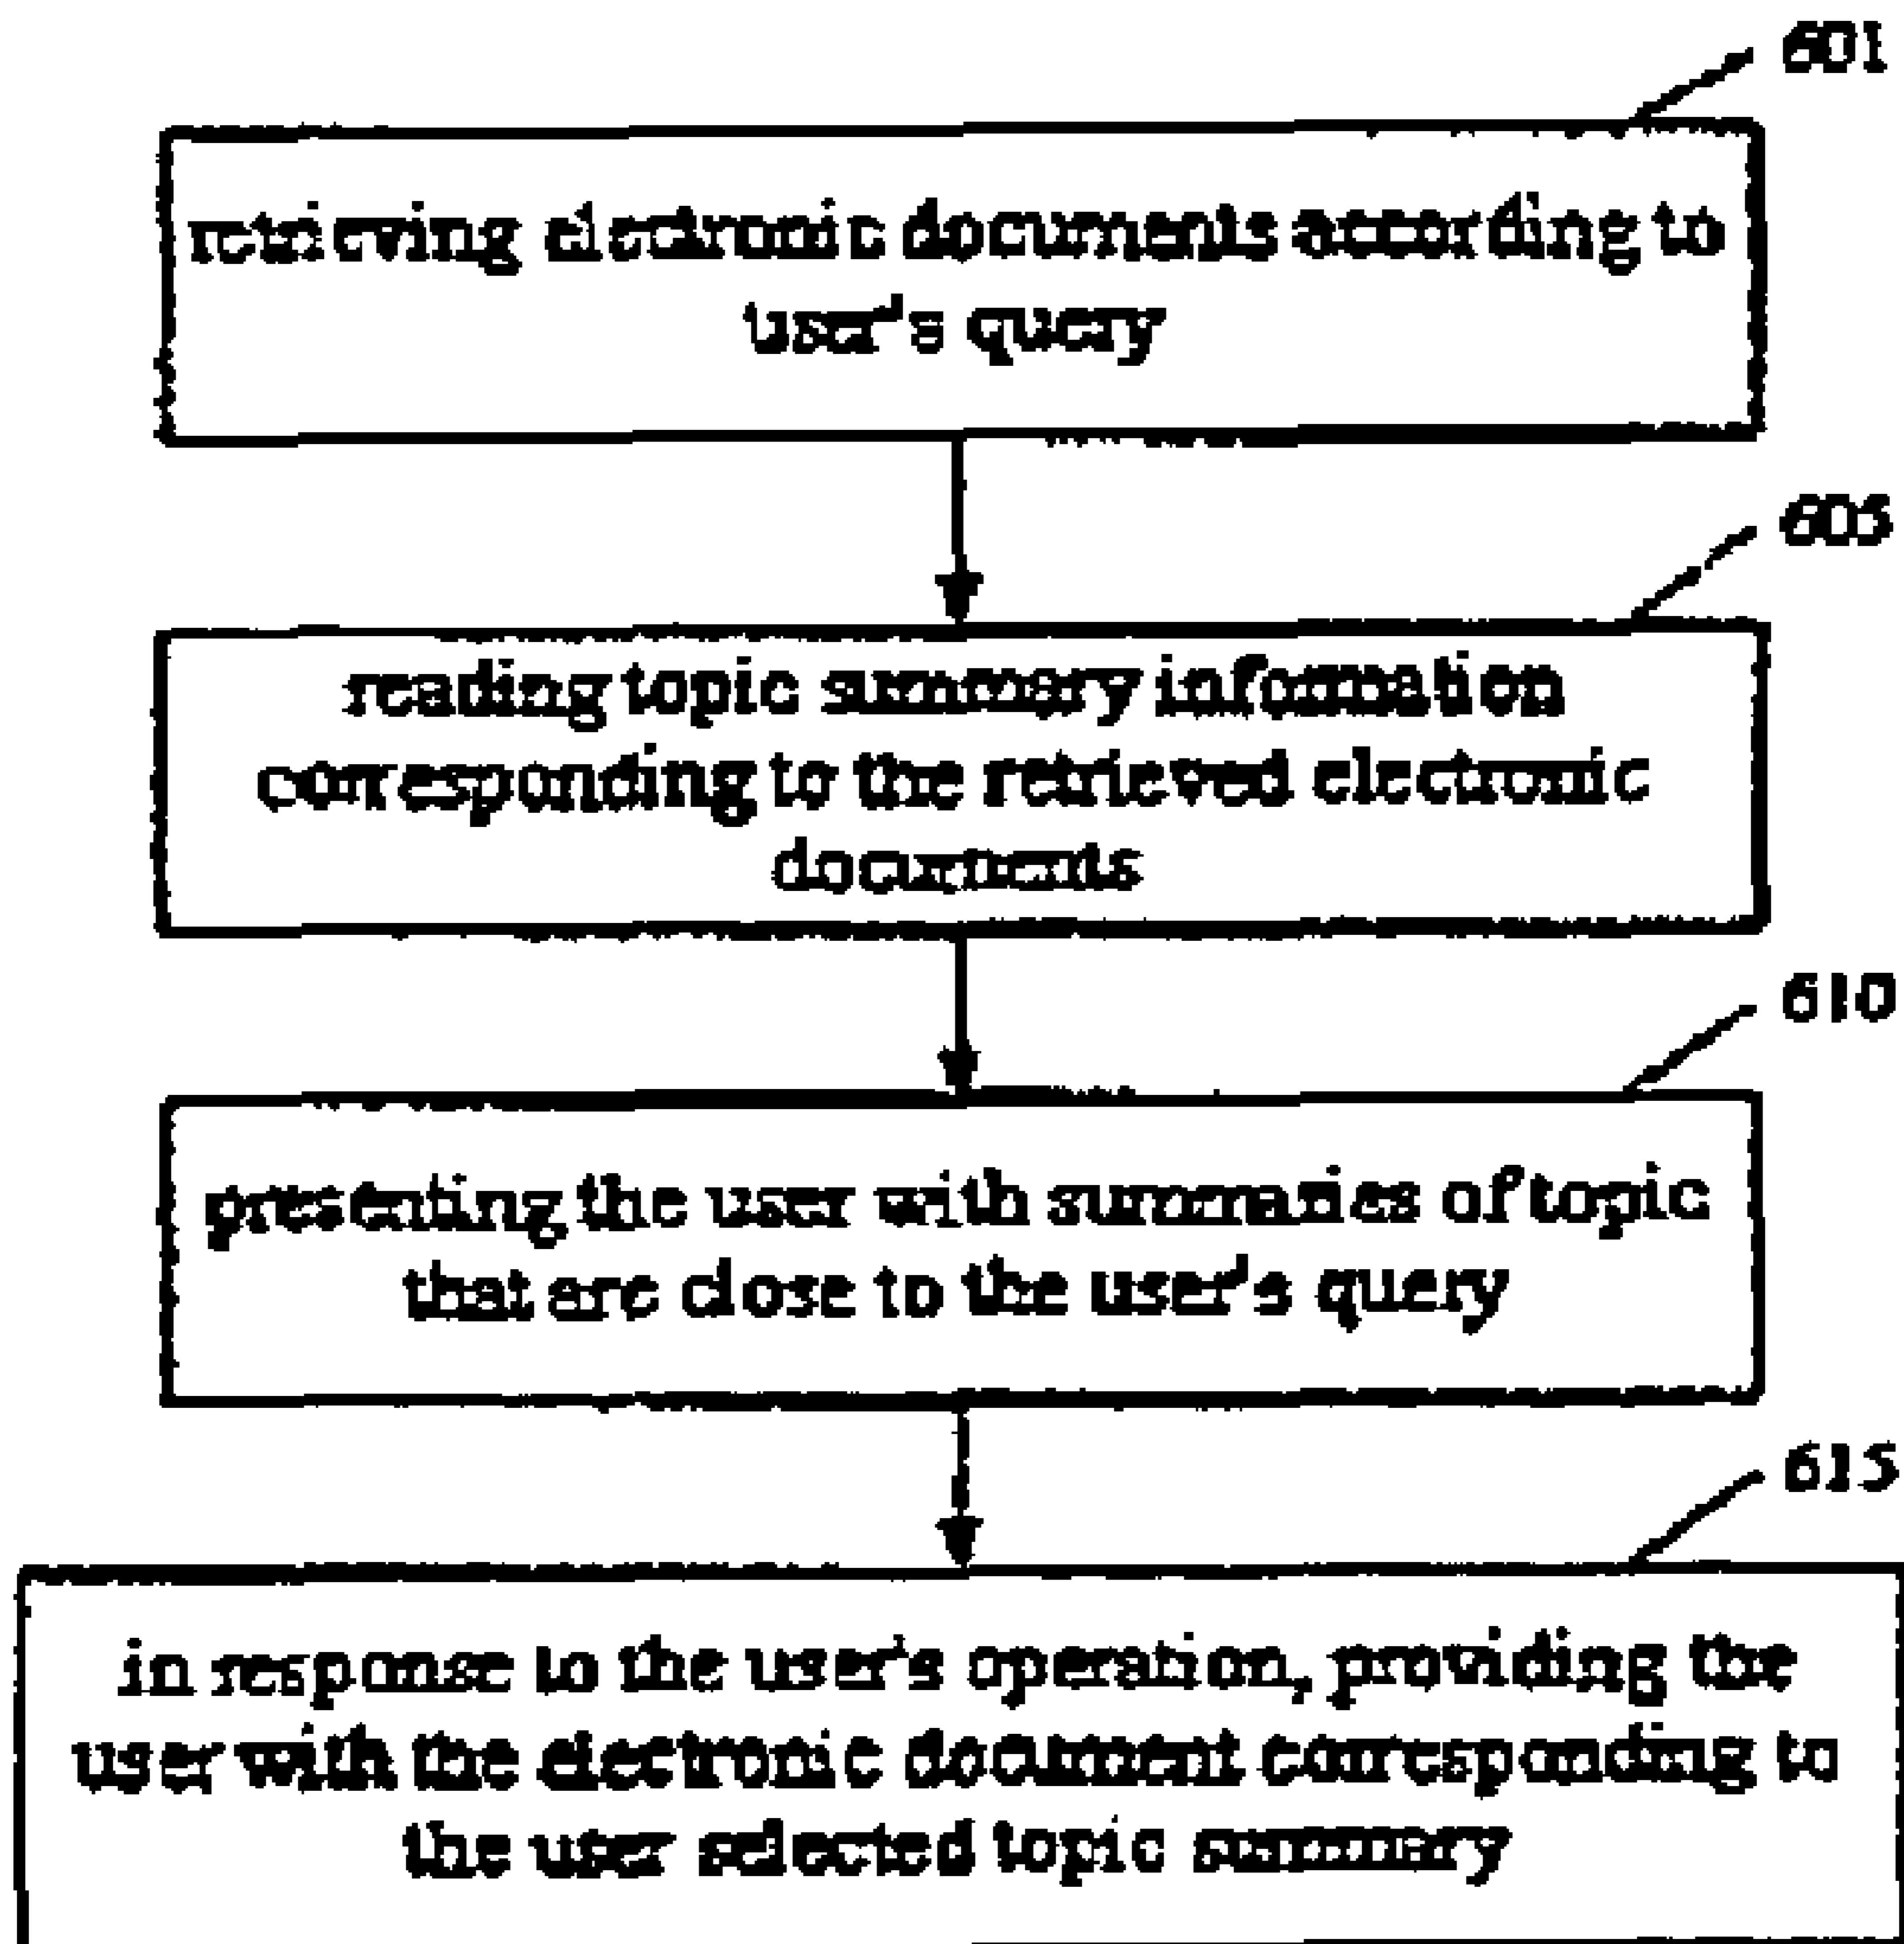 601
retrieving electronic documents according to
user's query
605
reading topic summary information
corresponding to the retrieved electronic
documents
610
presenting the user with summaries of topic
that are close to the user's query
615
in response to the user's operation, providing the
user with the electronic document corresponding to
the user selected topic summary